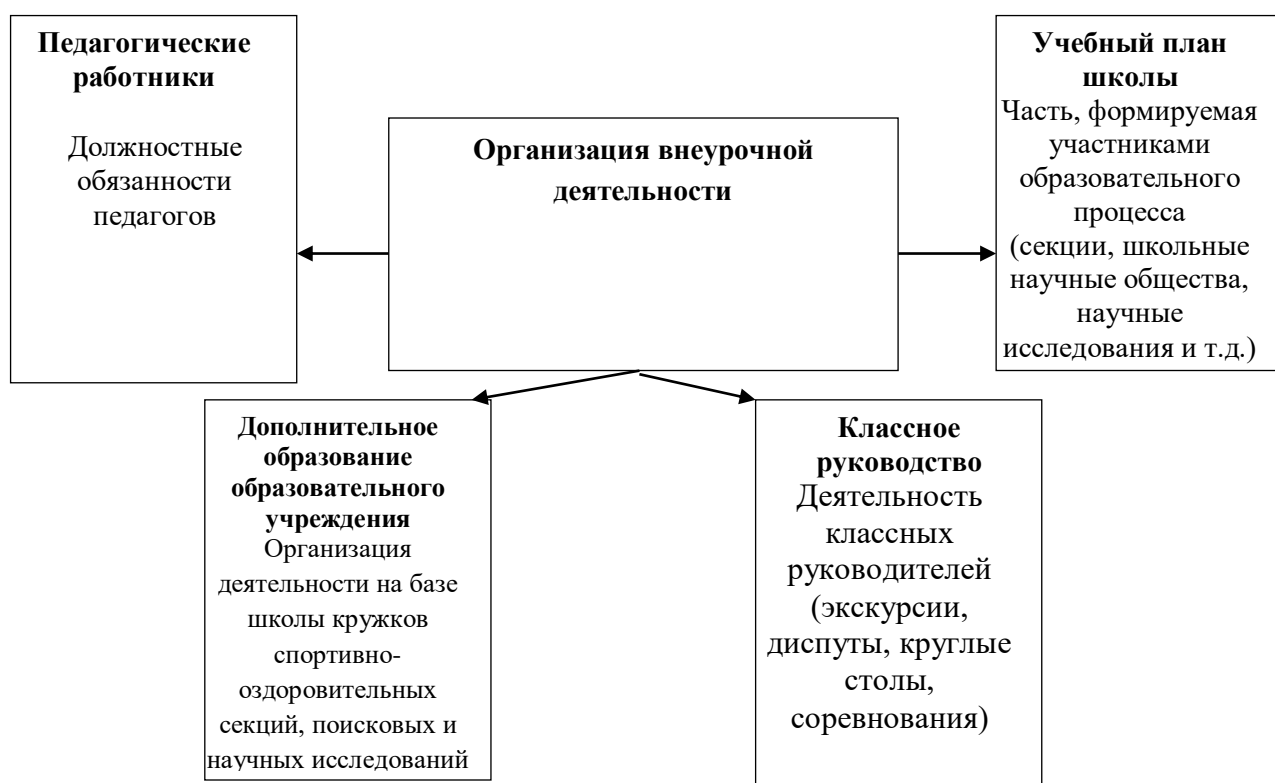 Педагогические
работники
Должностные
обязанности
педагогов
Организация внеурочной
деятельности
Учебный план
школы
Часть, формируемая
участниками
образовательного
процесса
(секции, школьные
научные общества,
научные
исследования и т.д.)
Дополнительное
образование
образовательного
учреждения
Организация
деятельности на базе
школы кружков
спортивно-
оздоровительных
секций, поисковых и
научных исследований
Классное
руководство
Деятельность
классных
руководителей
(экскурсии,
диспуты, круглые
столы,
соревнования)